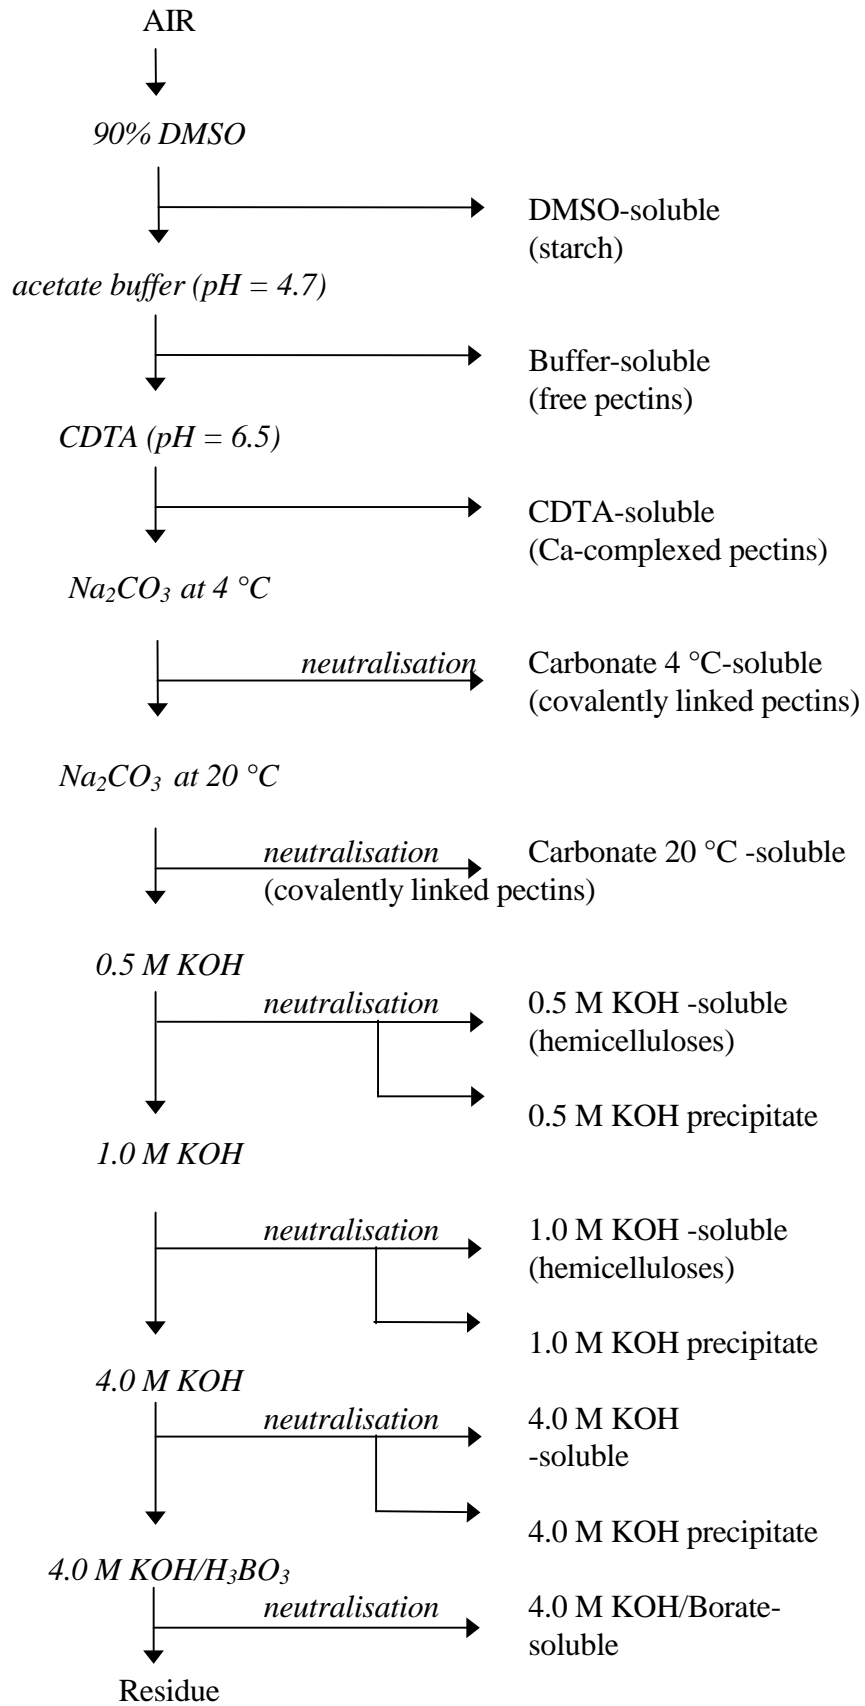 AIR
90% DMSO
DMSO-soluble
(starch)
acetate buffer (pH = 4.7)
Buffer-soluble
(free pectins)
CDTA (pH = 6.5)
CDTA-soluble
(Ca-complexed pectins)
Na₂CO₃ at 4 °C
neutralisation
Carbonate 4 °C-soluble
(covalently linked pectins)
Na₂CO₃ at 20 °C
neutralisation
Carbonate 20 °C -soluble
(covalently linked pectins)
0.5 M KOH
neutralisation
0.5 M KOH -soluble
(hemicelluloses)
0.5 M KOH precipitate
1.0 M KOH
neutralisation
1.0 M KOH -soluble
(hemicelluloses)
1.0 M KOH precipitate
4.0 M KOH
neutralisation
4.0 M KOH
-soluble
4.0 M KOH precipitate
4.0 M KOH/H₃BO₃
neutralisation
4.0 M KOH/Borate-
soluble
Residue